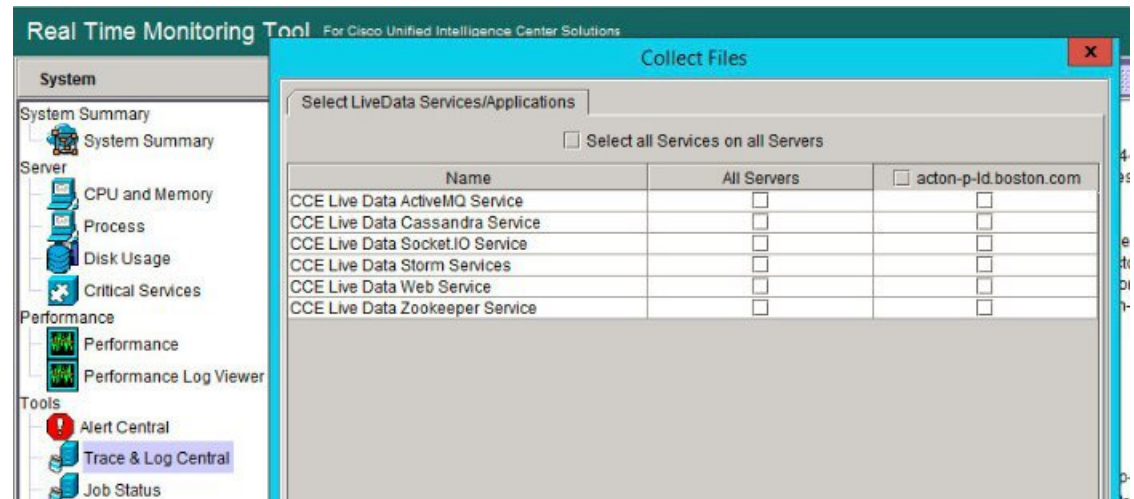 Real Time Monitoring Tool For Cisco Unified Intelligence Center Solutions
Collect Files
x
System
System Summary
System Summary
Server
CPU and Memory
Process
Disk Usage
Critical Services
Performance
Performance
Performance Log Viewer
Tools
Alert Central
Trace & Log Central
Job Status
Select LiveData Services/Applications
Select all Services on all Servers
Name All Servers acton-p-ld.boston.com
CCE Live Data ActiveMQ Service
CCE Live Data Cassandra Service
CCE Live Data Socket.IO Service
CCE Live Data Storm Services
CCE Live Data Web Service
CCE Live Data Zookeeper Service